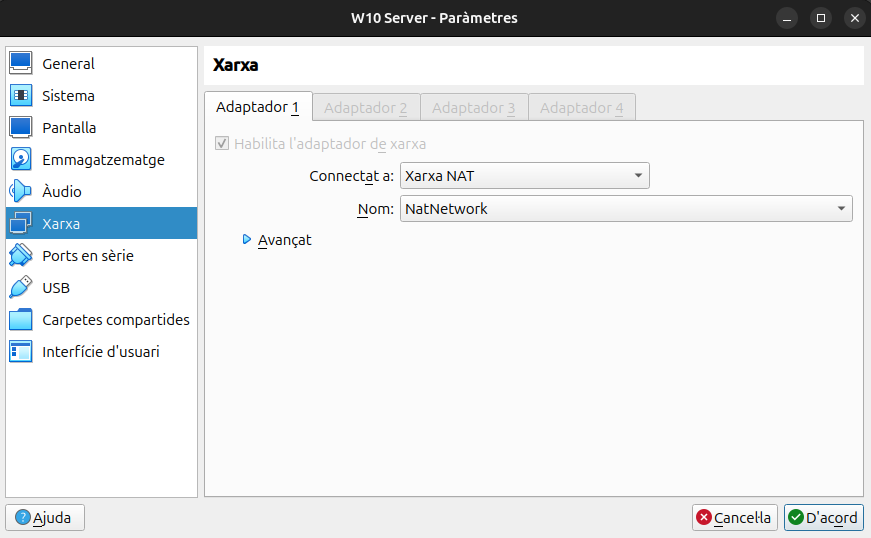 W10 Server - Paràmetres
General
Sistema
Pantalla
Emmagatzematge
Àudio
Xarxa
Ports en sèrie
USB
Carpetes compartides
Interfície d'usuari
Xarxa
Adaptador 1
Adaptador 2
Adaptador 3
Adaptador 4
Habilita l'adaptador de xarxa
Connectat a: Xarxa NAT
Nom: NatNetwork
Avançat
Ajuda
Cancel·la
D'acord